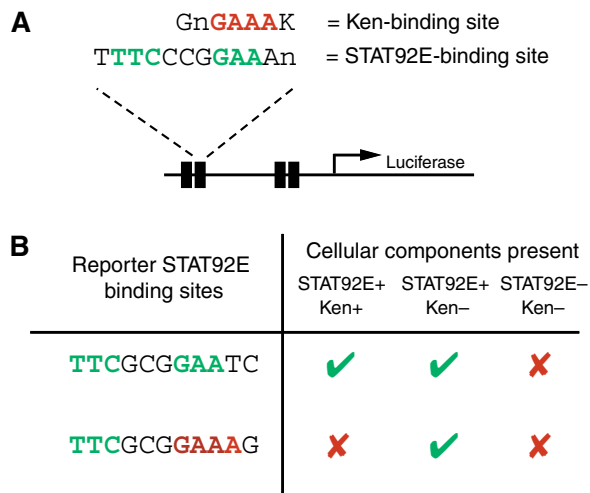 A
GnGAAAK = Ken-binding site
TTTCCCGGAAAn = STAT92E-binding site
Luciferase
B
Reporter STAT92E
binding sites
Cellular components present
STAT92E+ STAT92E+ STAT92E–
Ken+ Ken– Ken–
TTCGCGGAATC ✔ ✔ ✘
TTCGCGGAAAG ✘ ✔ ✘